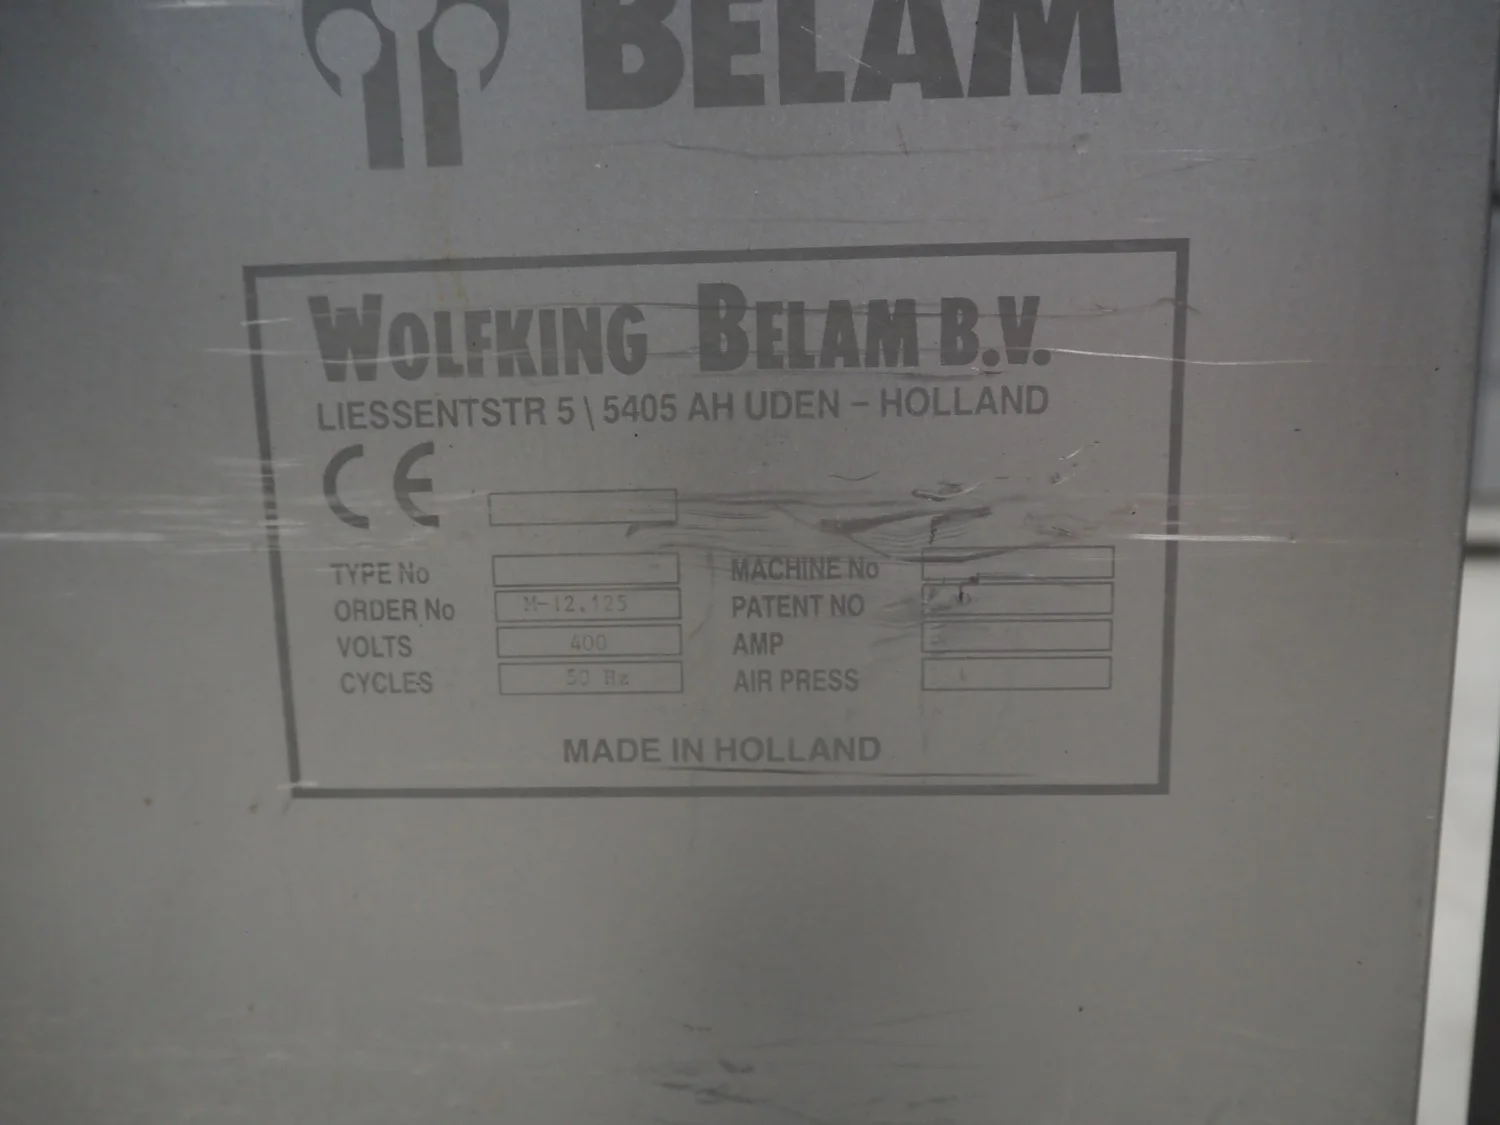 BELAM
WOLFKING BELAM B.V.
LIESSENTSTR 5 \ 5405 AH UDEN – HOLLAND
CE
TYPE No
MACHINE No
ORDER No M-12.125
PATENT NO
VOLTS 400
AMP
CYCLES 50 Hz
AIR PRESS
MADE IN HOLLAND